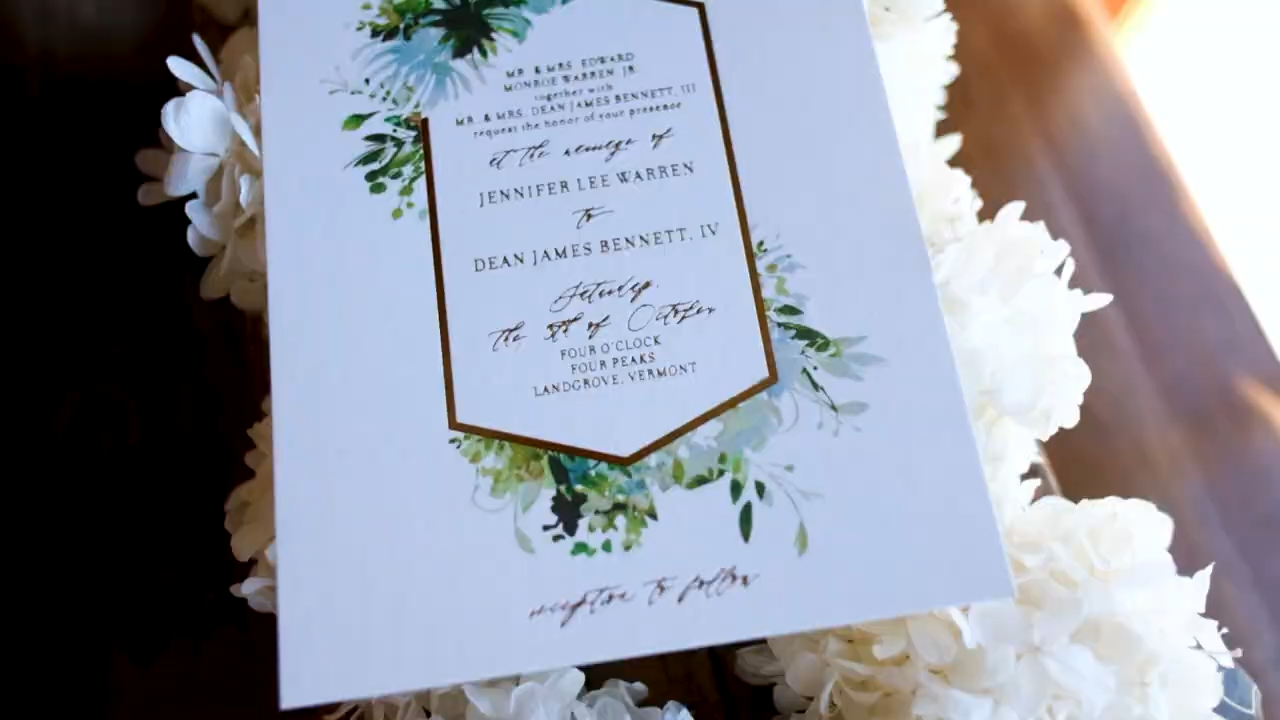 MR. & MRS. EDWARD
MONROE WARREN JR
together with
MR. & MRS. DEAN JAMES BENNETT, III
request the honor of your presence
at the marriage of
JENNIFER LEE WARREN
to
DEAN JAMES BENNETT, IV
Saturday,
the 5th of October
FOUR O'CLOCK
FOUR PEAKS
LANDGROVE, VERMONT
reception to follow